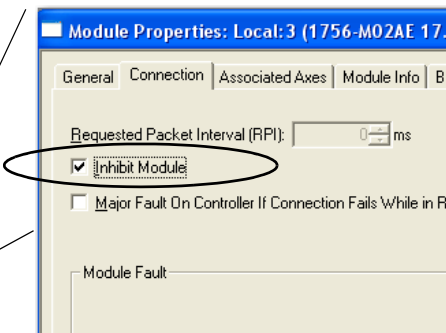 Module Properties: Local:3 (1756-M02AE 17.
General Connection Associated Axes Module Info B
Requested Packet Interval (RPI): 0 ms
Inhibit Module
Major Fault On Controller If Connection Fails While in R
Module Fault